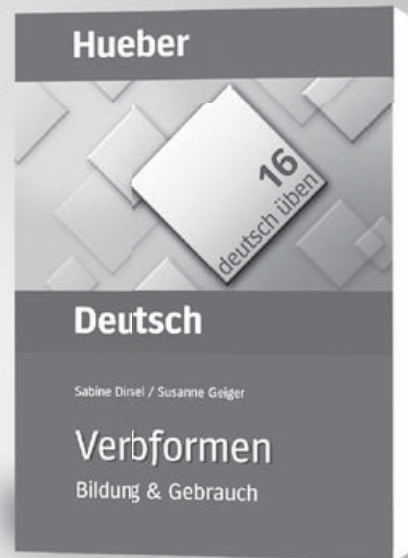 Hueber
16
deutsch üben
Deutsch
Sabine Dirsel / Susanne Geiger
Verbformen
Bildung & Gebrauch